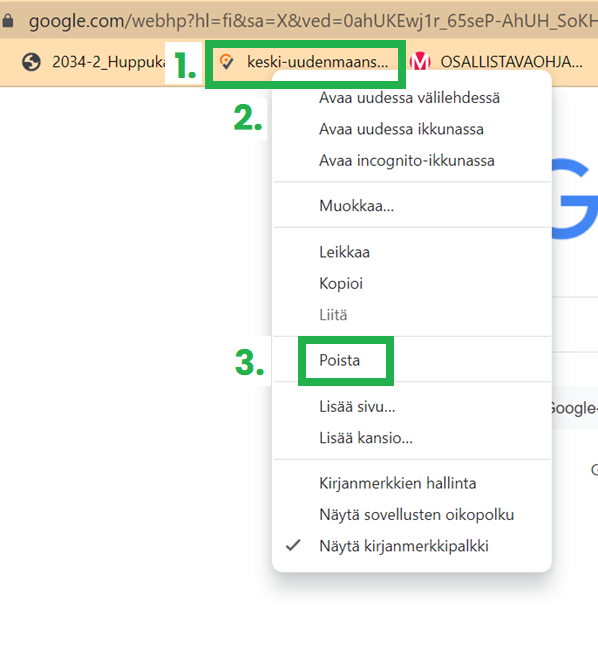 google.com/webhp?hl=fi&sa=X&ved=0ahUKEwj1r_65seP-AhUH_SoKH
2034-2_Huppuka
1.
keski-uudenmaans...
OSALLISTAVAOHJA...
2.
Avaa uudessa välilehdessä
Avaa uudessa ikkunassa
Avaa incognito-ikkunassa
Muokkaa...
Leikkaa
Kopioi
Liitä
3.
Poista
Lisää sivu...
Google-
Lisää kansio...
Kirjanmerkkien hallinta
Näytä sovellusten oikopolku
Näytä kirjanmerkkipalkki